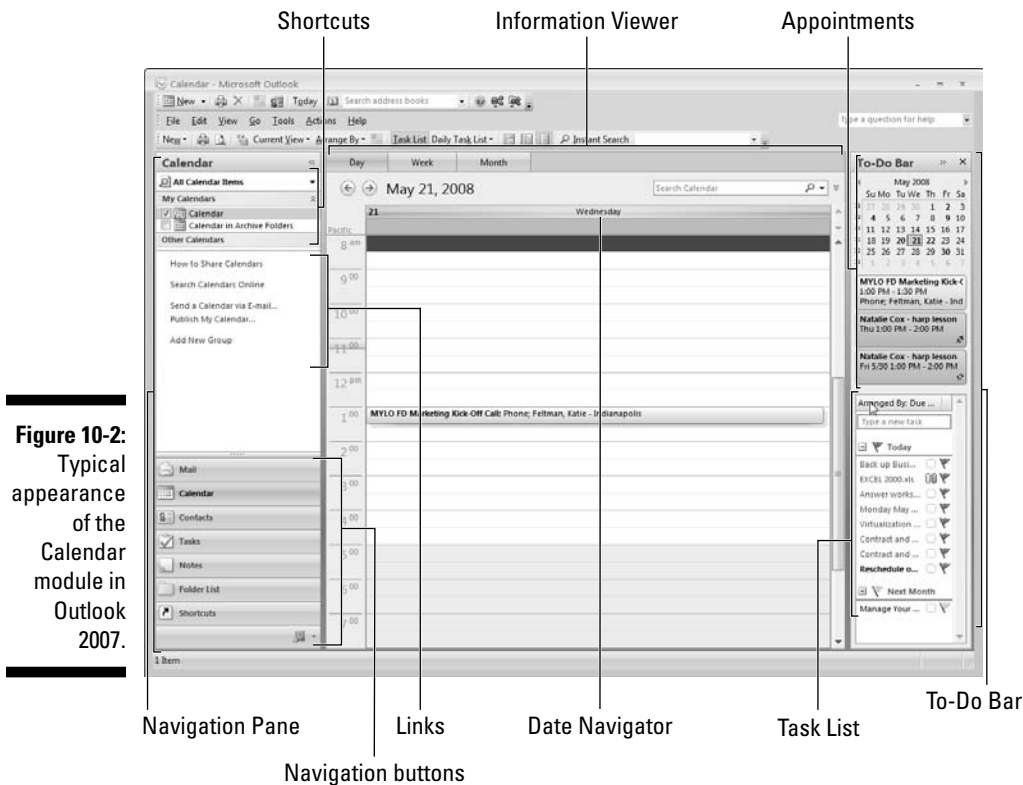 Shortcuts
Information Viewer
Appointments
Calendar - Microsoft Outlook
New
Today
Search address books
File Edit View Go Tools Actions Help
Type a question for help
New
Current View
Arrange By
Task List Daily Task List
Instant Search
Calendar
All Calendar Items
My Calendars
Calendar
Calendar in Archive Folders
Other Calendars
How to Share Calendars
Search Calendars Online
Send a Calendar via E-mail...
Publish My Calendar...
Add New Group
Mail
Calendar
Contacts
Tasks
Notes
Folder List
Shortcuts
1 Item
Day Week Month
May 21, 2008
Search Calendar
21 Wednesday
Pacific
8 am
9 00
10 00
11 00
12 pm
1 00
MYLO FD Marketing Kick-Off Call: Phone; Feltman, Katie - Indianapolis
2 00
3 00
4 00
5 00
6 00
7 00
To-Do Bar
May 2008
Su Mo Tu We Th Fr Sa
27 28 29 30 1 2 3
4 5 6 7 8 9 10
11 12 13 14 15 16 17
18 19 20 21 22 23 24
25 26 27 28 29 30 31
1 2 3 4 5 6 7
MYLO FD Marketing Kick-
1:00 PM - 1:30 PM
Phone; Feltman, Katie - Ind
Natalie Cox - harp lesson
Thu 1:00 PM - 2:00 PM
Natalie Cox - harp lesson
Fri 5/30 1:00 PM - 2:00 PM
Arranged By: Due ...
Type a new task
Today
Back up Busi...
EXCEL 2000.xls
Answer works...
Monday May ...
Virtualization ...
Contract and ...
Contract and ...
Reschedule o...
Next Month
Manage Your ...
Figure 10-2:
Typical
appearance
of the
Calendar
module in
Outlook
2007.
Navigation Pane
Links
Date Navigator
Task List
To-Do Bar
Navigation buttons